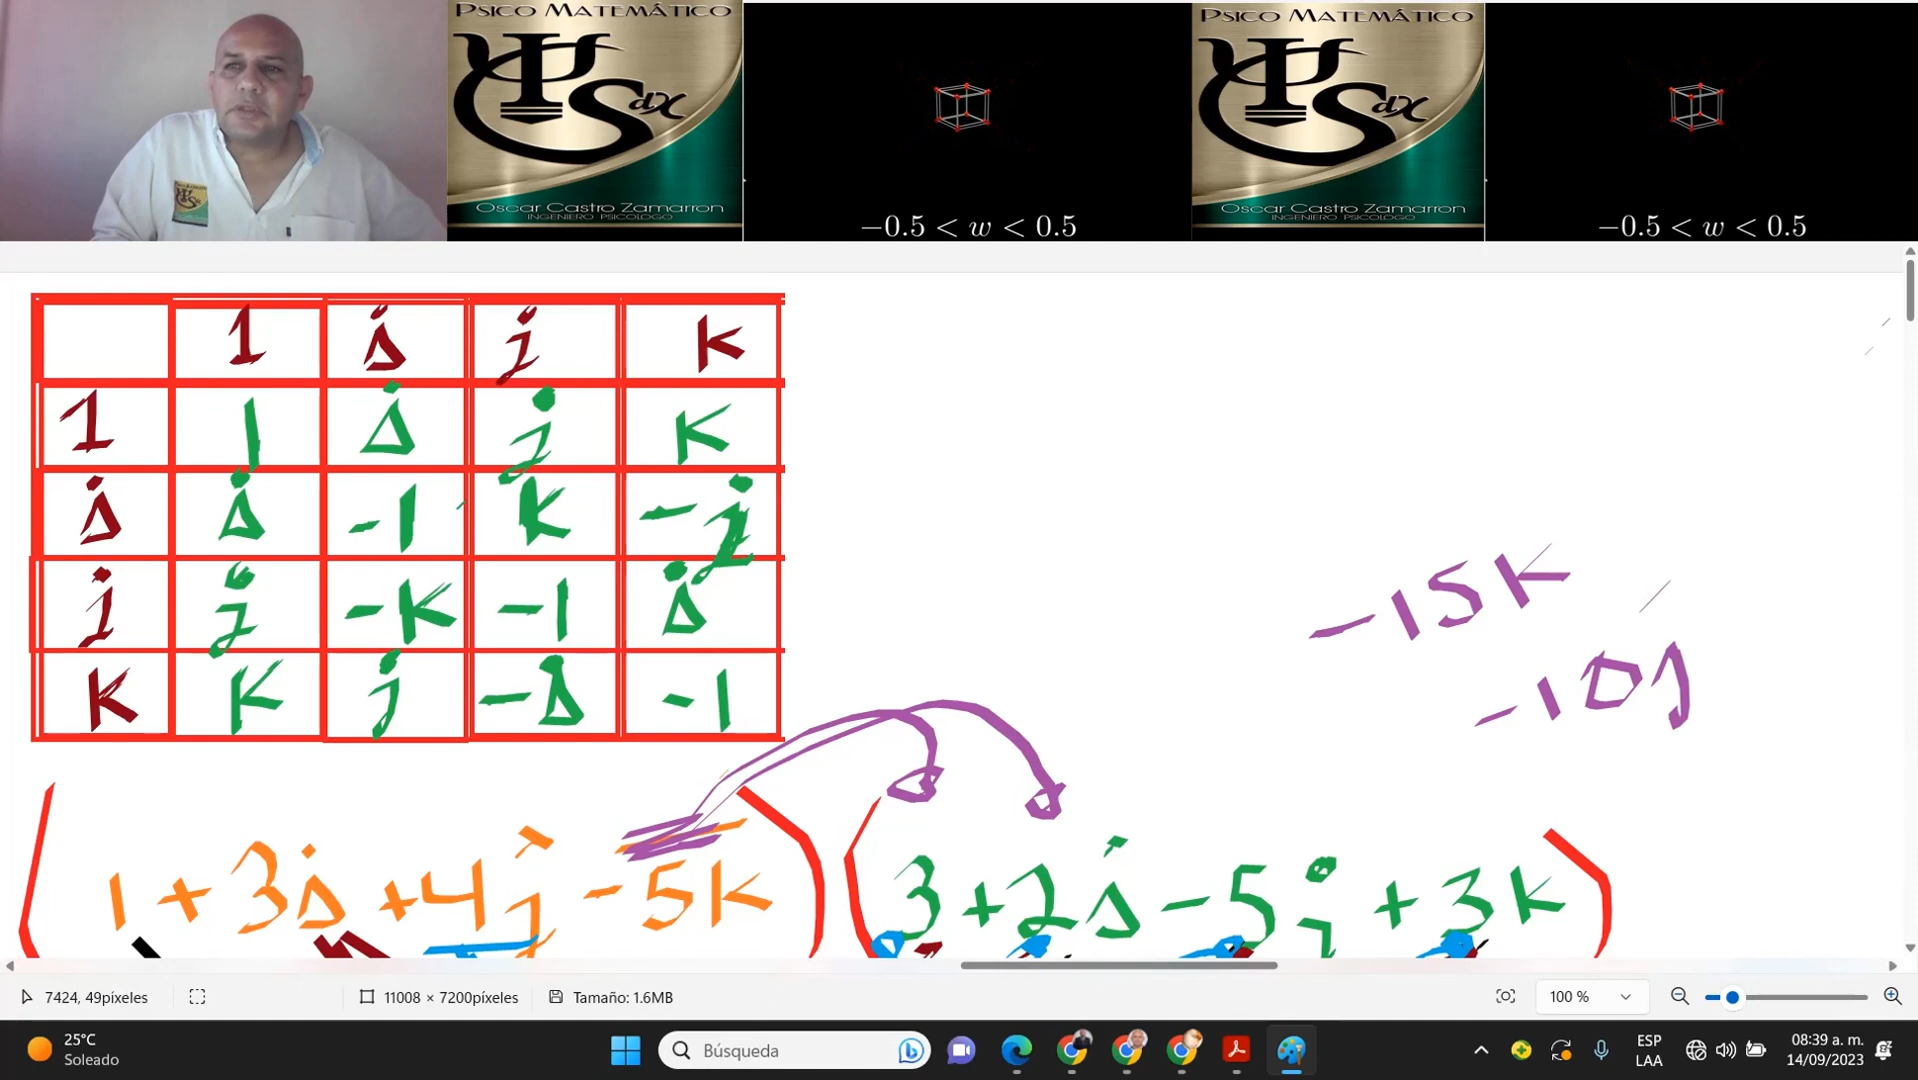 PSICO MATEMÁTICO
dx
Oscar Castro Zamarron
INGENIERO PSICOLOGO
−0.5 < w < 0.5
PSICO MATEMÁTICO
dx
Oscar Castro Zamarron
INGENIERO PSICOLOGO
−0.5 < w < 0.5
1 i j k
1 1 i j k
i i -1 k -j
j j -k -1 i
k k j -i -1
-15k
-10j
(1+3i+4j-5k) (3+2i-5j+3k)
7424, 49píxeles
11008 × 7200píxeles
Tamaño: 1.6MB
100 %
25°C
Soleado
Búsqueda
ESP
LAA
08:39 a. m.
14/09/2023